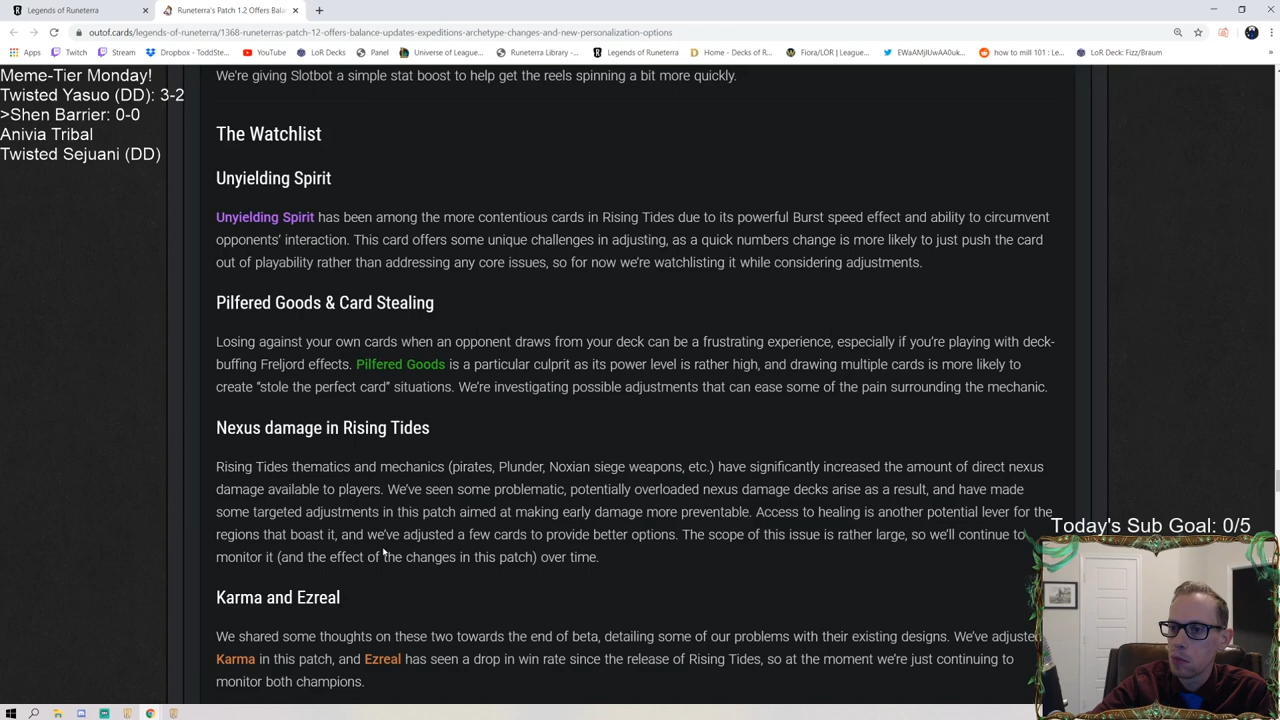 Legends of Runeterra
Runeterra's Patch 1.2 Offers Bala
outof.cards/legends-of-runeterra/1368-runeterras-patch-12-offers-balance-updates-expeditions-archetype-changes-and-new-personalization-options
Apps Twitch Stream Dropbox - ToddSte... YouTube LoR Decks Panel Universe of League... Runeterra Library -... Legends of Runeterra Home - Decks of R... Fiora/LOR | League... EWaAMjIUwAA0uk... how to mill 101 : Le... LoR Deck: Fizz/Braum
Meme-Tier Monday!
Twisted Yasuo (DD): 3-2
>Shen Barrier: 0-0
Anivia Tribal
Twisted Sejuani (DD)
We're giving Slotbot a simple stat boost to help get the reels spinning a bit more quickly.
The Watchlist
Unyielding Spirit
Unyielding Spirit has been among the more contentious cards in Rising Tides due to its powerful Burst speed effect and ability to circumvent
opponents' interaction. This card offers some unique challenges in adjusting, as a quick numbers change is more likely to just push the card
out of playability rather than addressing any core issues, so for now we're watchlisting it while considering adjustments.
Pilfered Goods & Card Stealing
Losing against your own cards when an opponent draws from your deck can be a frustrating experience, especially if you're playing with deck-
buffing Freljord effects. Pilfered Goods is a particular culprit as its power level is rather high, and drawing multiple cards is more likely to
create "stole the perfect card" situations. We're investigating possible adjustments that can ease some of the pain surrounding the mechanic.
Nexus damage in Rising Tides
Rising Tides thematics and mechanics (pirates, Plunder, Noxian siege weapons, etc.) have significantly increased the amount of direct nexus
damage available to players. We've seen some problematic, potentially overloaded nexus damage decks arise as a result, and have made
some targeted adjustments in this patch aimed at making early damage more preventable. Access to healing is another potential lever for the
regions that boast it, and we've adjusted a few cards to provide better options. The scope of this issue is rather large, so we'll continue to
monitor it (and the effect of the changes in this patch) over time.
Today's Sub Goal: 0/5
Karma and Ezreal
We shared some thoughts on these two towards the end of beta, detailing some of our problems with their existing designs. We've adjuste
Karma in this patch, and Ezreal has seen a drop in win rate since the release of Rising Tides, so at the moment we're just continuing to
monitor both champions.